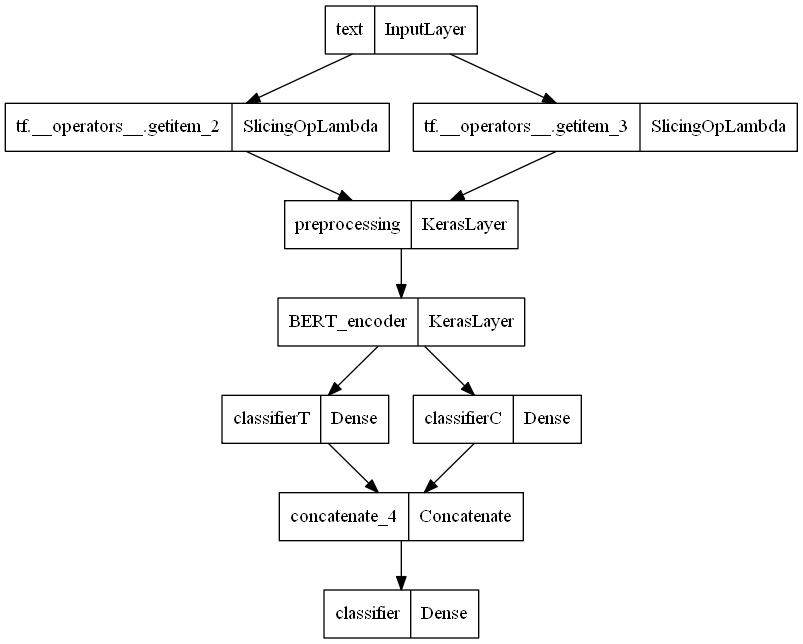 text InputLayer
tf.__operators__.getitem_2 SlicingOpLambda tf.__operators__.getitem_3 SlicingOpLambda
preprocessing KerasLayer
BERT_encoder KerasLayer
classifierT Dense classifierC Dense
concatenate_4 Concatenate
classifier Dense